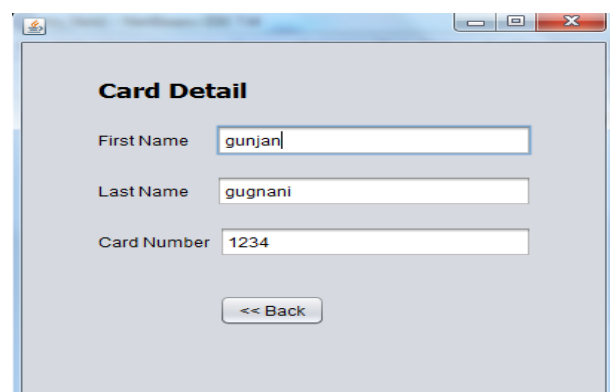 Card Detail
First Name gunjan
Last Name gugnani
Card Number 1234
<< Back